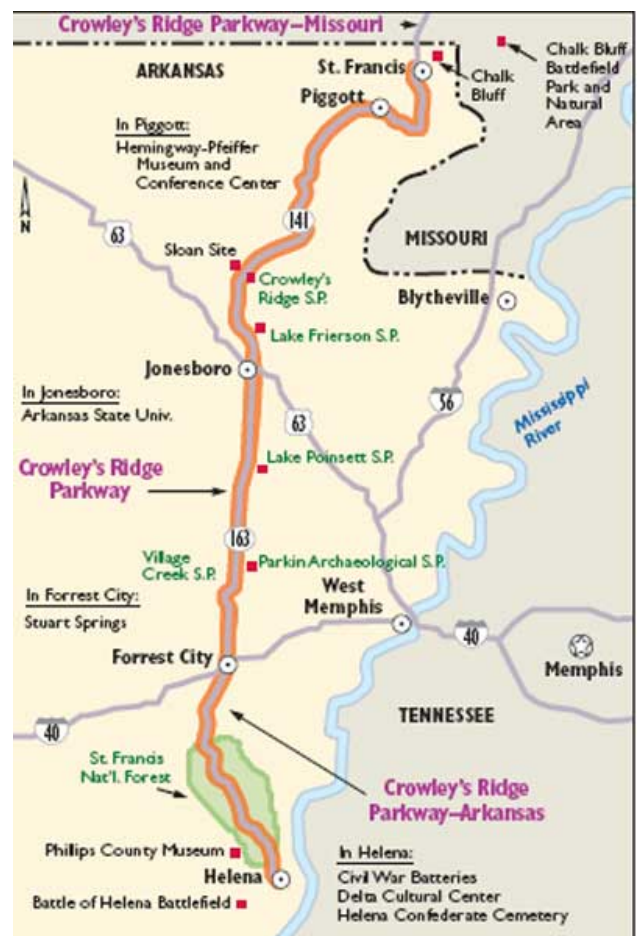 Crowley's Ridge Parkway–Missouri
ARKANSAS
St. Francis
Piggott
Chalk
Bluff
Chalk Bluff
Battlefield
Park and
Natural
Area
In Piggott:
Hemingway-Pfeiffer
Museum and
Conference Center
N
63
141
MISSOURI
Sloan Site
Crowley's
Ridge S.P.
Blytheville
Lake Frierson S.P.
Jonesboro
In Jonesboro:
Arkansas State Univ.
63
56
Mississippi
River
Crowley's Ridge
Parkway
Lake Poinsett S.P.
163
Village
Creek S.P.
Parkin Archaeological S.P.
In Forrest City:
Stuart Springs
West
Memphis
40
Memphis
Forrest City
40
TENNESSEE
St. Francis
Nat'l. Forest
Crowley's Ridge
Parkway–Arkansas
Phillips County Museum
Helena
Battle of Helena Battlefield
In Helena:
Civil War Batteries
Delta Cultural Center
Helena Confederate Cemetery